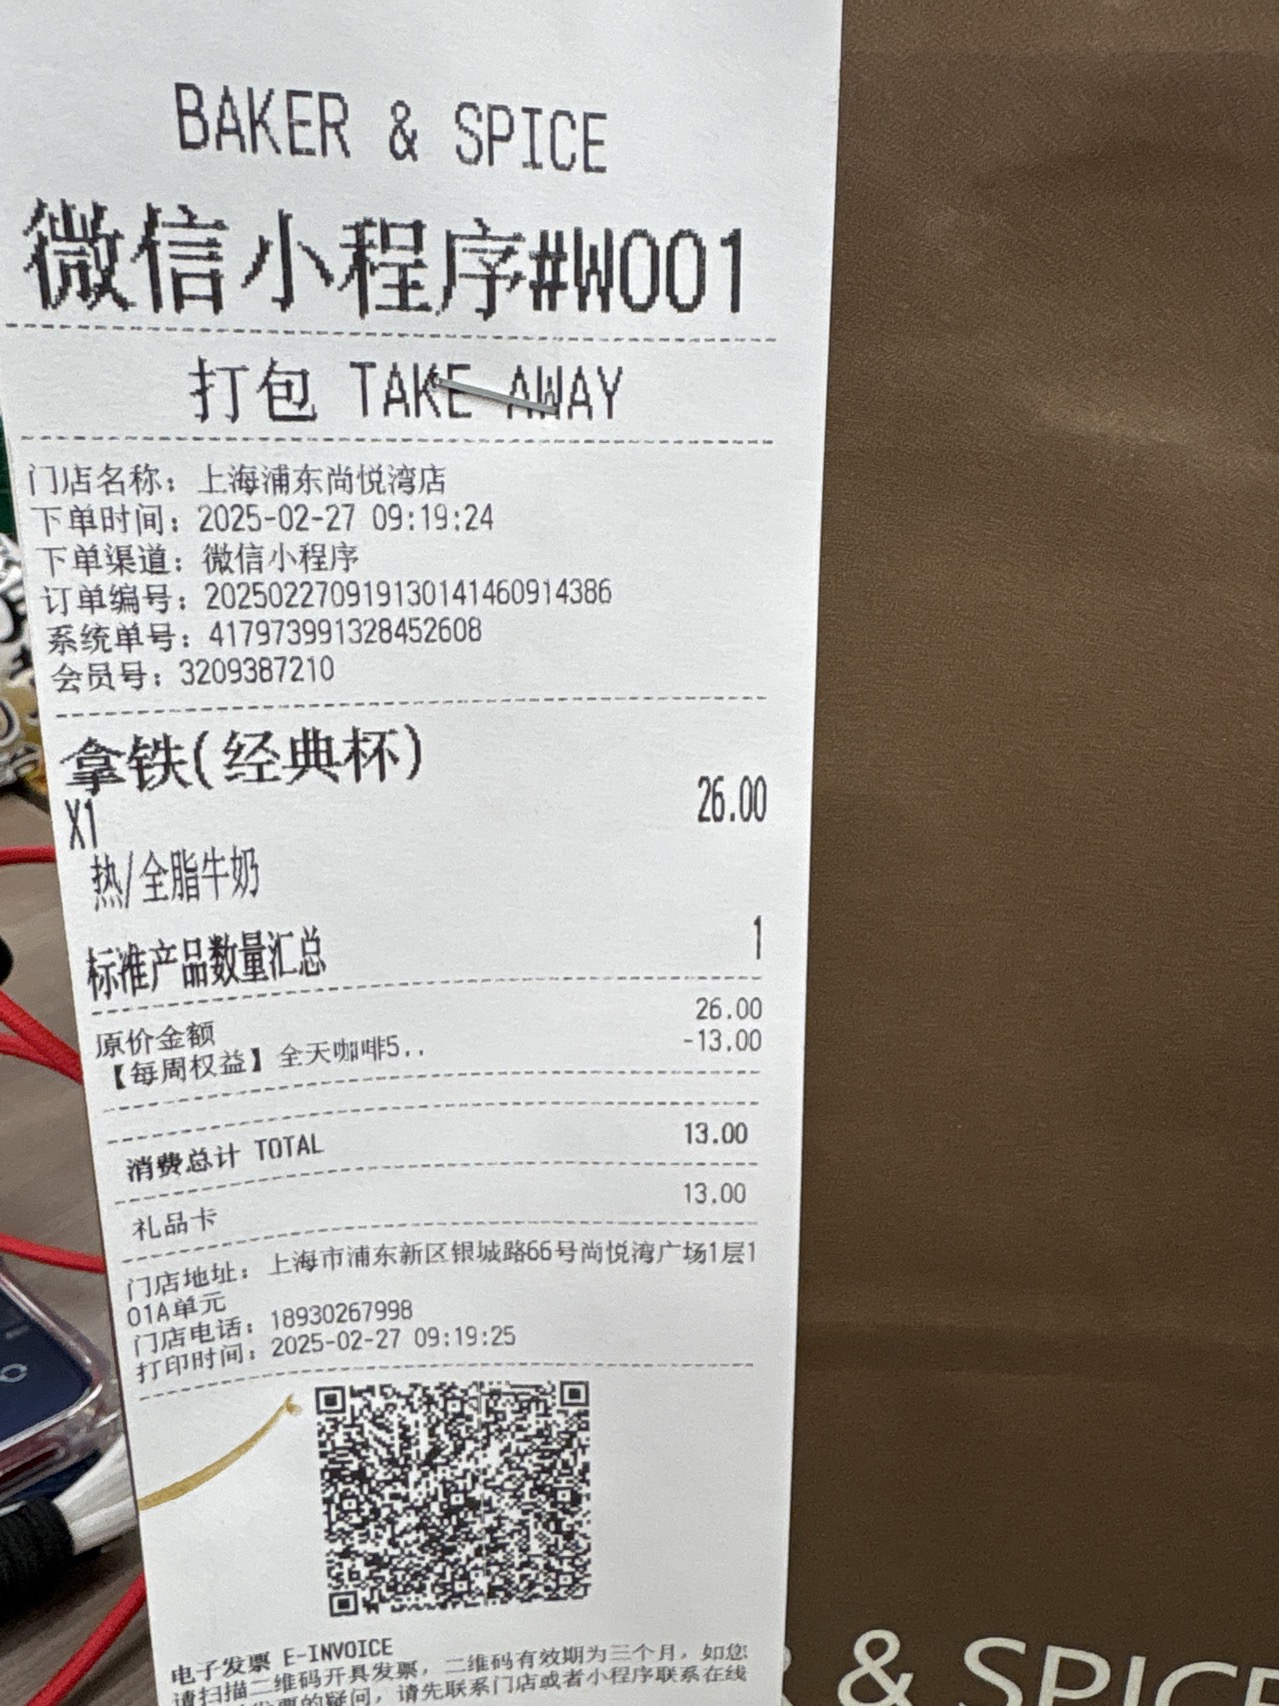 BAKER & SPICE
微信小程序#W001
打包 TAKE AWAY
门店名称：上海浦东尚悦湾店
下单时间：2025-02-27 09:19:24
下单渠道：微信小程序
订单编号：20250227091913014146091​4386
系统单号：417973991328452608
会员号：3209387210
拿铁(经典杯)
X1 26.00
热/全脂牛奶
标准产品数量汇总 1
原价金额 26.00
【每周权益】全天咖啡5.. -13.00
消费总计 TOTAL 13.00
礼品卡 13.00
门店地址：上海市浦东新区银城路66号尚悦湾广场1层1
01A单元
门店电话：18930267998
打印时间：2025-02-27 09:19:25
电子发票 E-INVOICE
请扫描二维码开具发票，二维码有效期为三个月，如您
发票的疑问，请先联系门店或者小程序联系在线
& SPICE